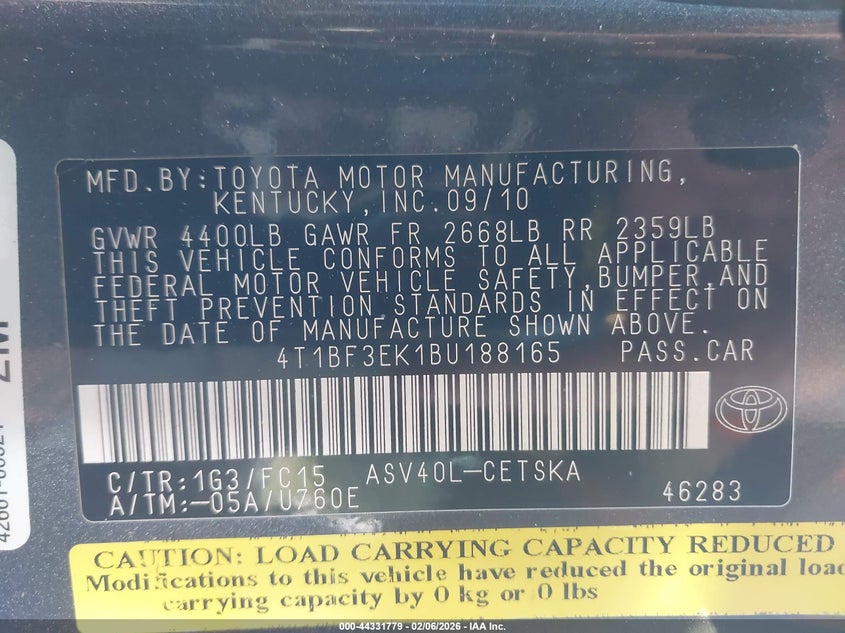 MFD.BY:TOYOTA MOTOR MANUFACTURING,
KENTUCKY,INC.09/10
GVWR 4400LB GAWR FR 2668LB RR 2359LB
THIS VEHICLE CONFORMS TO ALL APPLICABLE
FEDERAL MOTOR VEHICLE SAFETY,BUMPER,AND
THEFT PREVENTION STANDARDS IN EFFECT ON
THE DATE OF MANUFACTURE SHOWN ABOVE.
4T1BF3EK1BU188165 PASS.CAR
C/TR:1G3/FC15 ASV40L-CETSKA
A/TM:-05A/U760E 46283
CAUTION: LOAD CARRYING CAPACITY REDUCED
Modifications to this vehicle have reduced the original
carrying capacity by 0 kg or 0 lbs
000-44331779 - 02/06/2026 - IAA Inc.